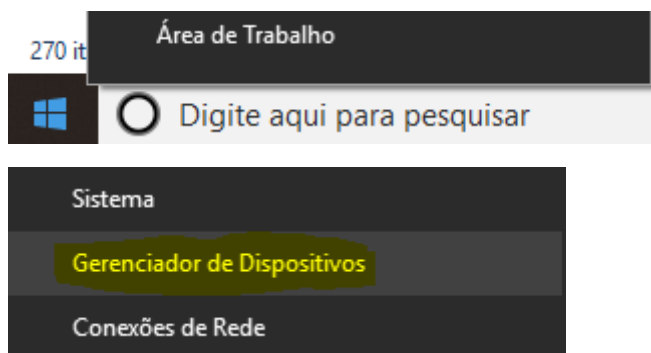 Área de Trabalho
270 it
Digite aqui para pesquisar
Sistema
Gerenciador de Dispositivos
Conexões de Rede